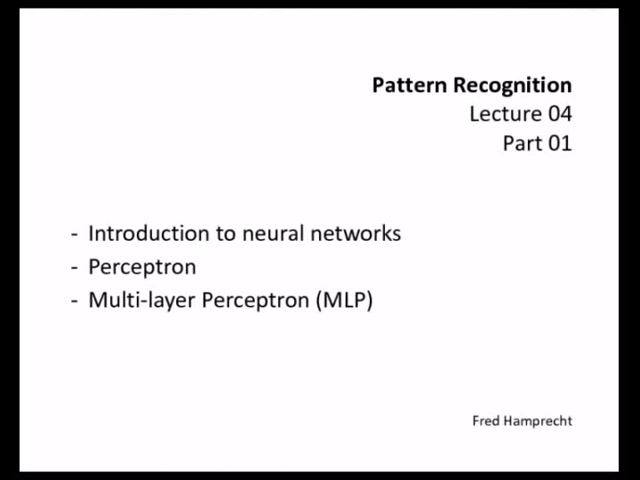 Pattern Recognition
Lecture 04
Part 01
- Introduction to neural networks
- Perceptron
- Multi-layer Perceptron (MLP)
Fred Hamprecht